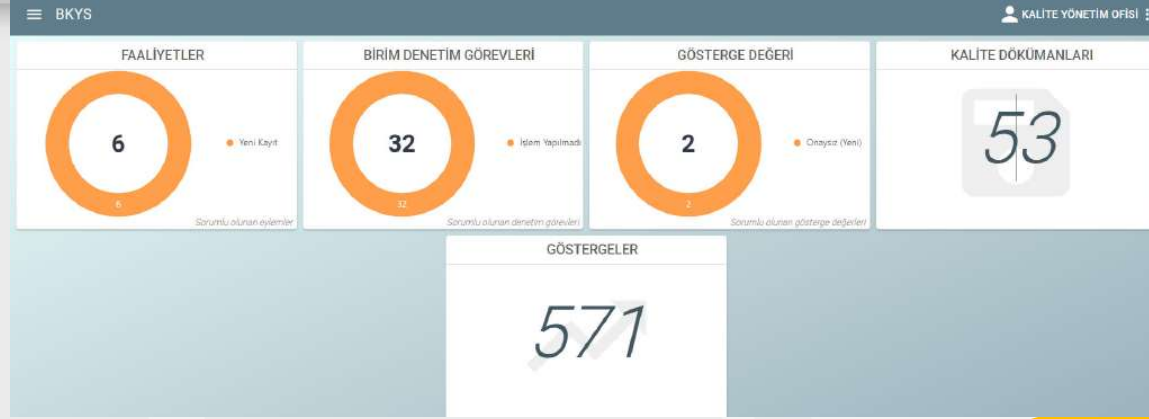 BKYS
KALİTE YÖNETİM OFİSİ
FAALİYETLER
6
Yeni Kayıt
6
Sorumlu olunan eylemler
BİRİM DENETİM GÖREVLERİ
32
İşlem Yapılmadı
32
Sorumlu olunan denetim görevleri
GÖSTERGE DEĞERİ
2
Onaysız (Yeni)
2
Sorumlu olunan gösterge değerleri
KALİTE DÖKÜMANLARI
53
GÖSTERGELER
571